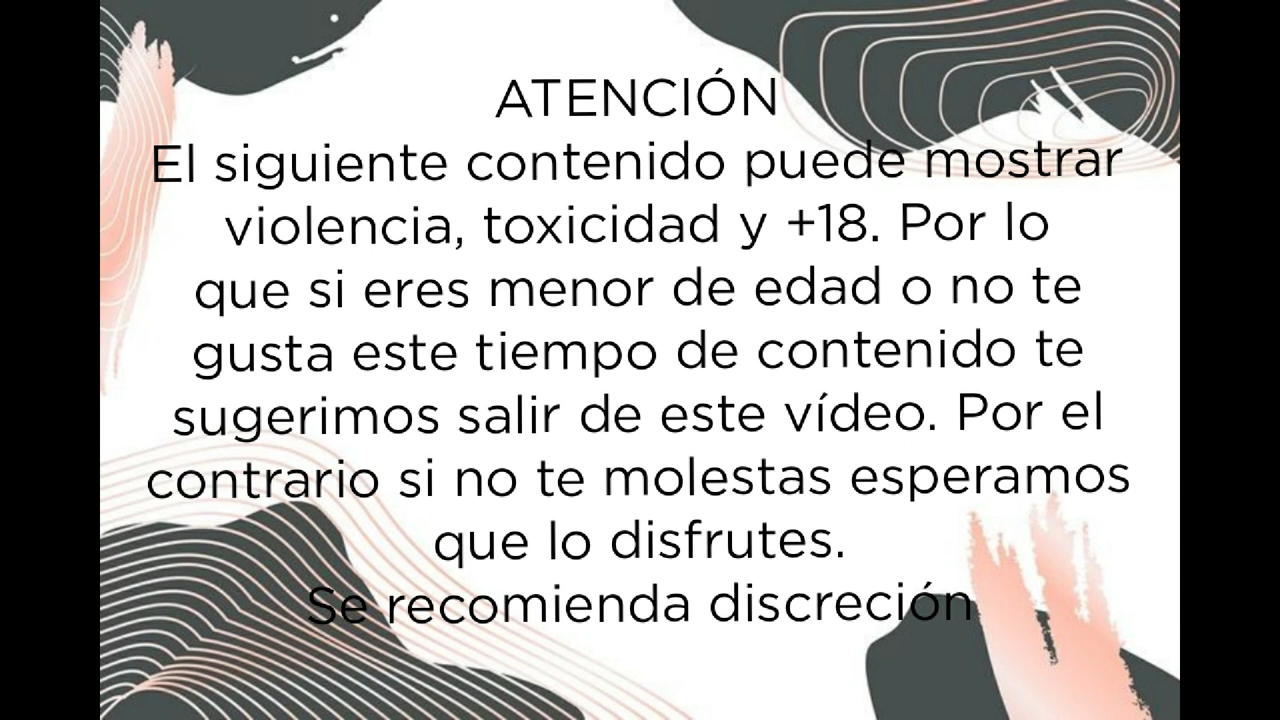 ATENCIÓN
El siguiente contenido puede mostrar
violencia, toxicidad y +18. Por lo
que si eres menor de edad o no te
gusta este tiempo de contenido te
sugerimos salir de este vídeo. Por el
contrario si no te molestas esperamos
que lo disfrutes.
Se recomienda discreción